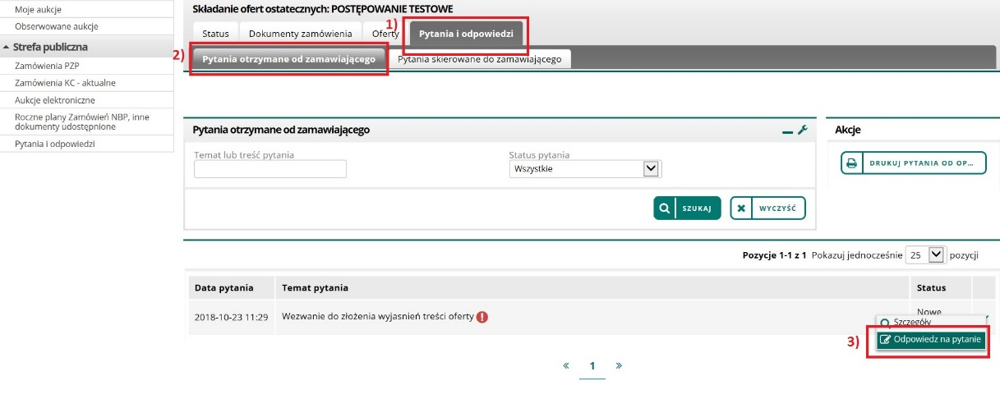 Moje aukcje
Obserwowane aukcje
Strefa publiczna
Zamówienia PZP
Zamówienia KC - aktualne
Aukcje elektroniczne
Roczne plany Zamówień NBP, inne
dokumenty udostępnione
Pytania i odpowiedzi
Składanie ofert ostatecznych: POSTĘPOWANIE TESTOWE
1)
Status Dokumenty zamówienia Oferty Pytania i odpowiedzi
2) Pytania otrzymane od zamawiającego Pytania skierowane do zamawiającego
Pytania otrzymane od zamawiającego
Temat lub treść pytania Status pytania
Wszystkie
SZUKAJ WYCZYŚĆ
Akcje
DRUKUJ PYTANIA OD OP...
Pozycje 1-1 z 1 Pokazuj jednocześnie 25 pozycji
Data pytania Temat pytania Status
2018-10-23 11:29 Wezwanie do złożenia wyjasnień treści oferty Nowe
Szczegóły
3) Odpowiedz na pytanie
« 1 »